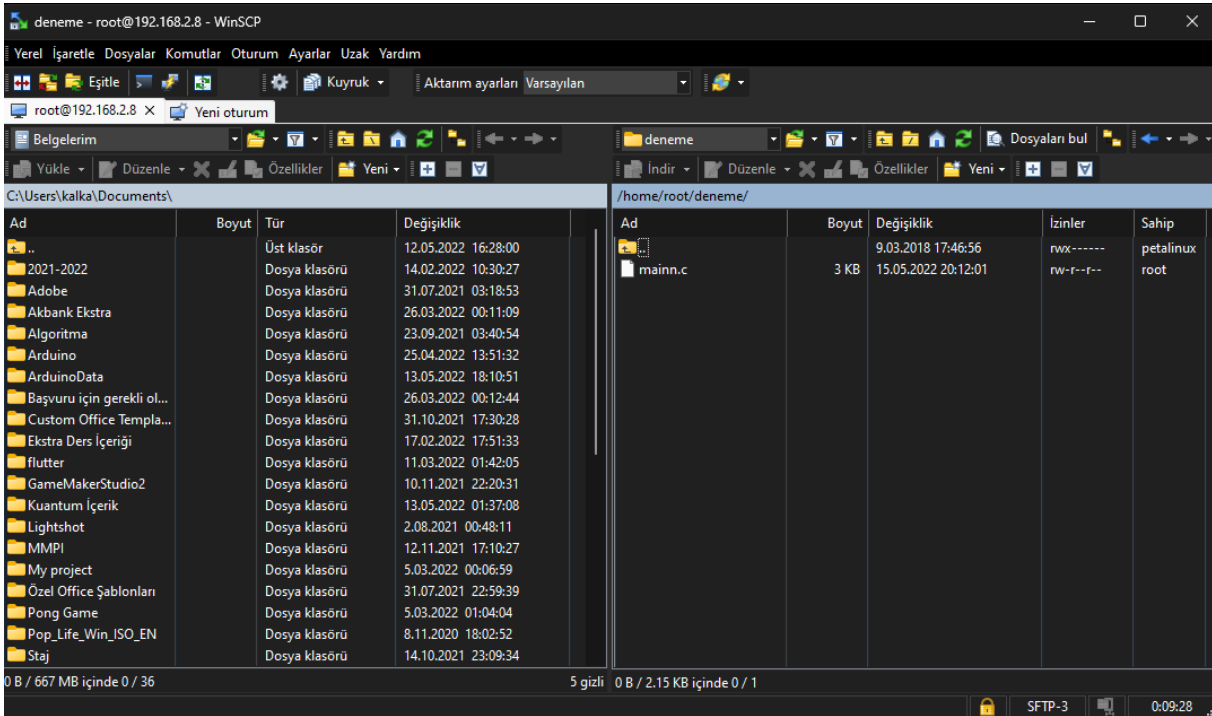 deneme - root@192.168.2.8 - WinSCP
Yerel İşaretle Dosyalar Komutlar Oturum Ayarlar Uzak Yardım
Eşitle Kuyruk Aktarım ayarları Varsayılan
root@192.168.2.8 Yeni oturum
Belgelerim
Yükle Düzenle Özellikler Yeni
C:\Users\kalka\Documents\
Ad Boyut Tür Değişiklik
.. Üst klasör 12.05.2022 16:28:00
2021-2022 Dosya klasörü 14.02.2022 10:30:27
Adobe Dosya klasörü 31.07.2021 03:18:53
Akbank Ekstra Dosya klasörü 26.03.2022 00:11:09
Algoritma Dosya klasörü 23.09.2021 03:40:54
Arduino Dosya klasörü 25.04.2022 13:51:32
ArduinoData Dosya klasörü 13.05.2022 18:10:51
Başvuru için gerekli ol... Dosya klasörü 26.03.2022 00:12:44
Custom Office Templa... Dosya klasörü 31.10.2021 17:30:28
Ekstra Ders İçeriği Dosya klasörü 17.02.2022 17:51:33
flutter Dosya klasörü 11.03.2022 01:42:05
GameMakerStudio2 Dosya klasörü 10.11.2021 22:20:31
Kuantum İçerik Dosya klasörü 13.05.2022 01:37:08
Lightshot Dosya klasörü 2.08.2021 00:48:11
MMPI Dosya klasörü 12.11.2021 17:10:27
My project Dosya klasörü 5.03.2022 00:06:59
Özel Office Şablonları Dosya klasörü 31.07.2021 22:59:39
Pong Game Dosya klasörü 5.03.2022 01:04:04
Pop_Life_Win_ISO_EN Dosya klasörü 8.11.2020 18:02:52
Staj Dosya klasörü 14.10.2021 23:09:34
0 B / 667 MB içinde 0 / 36 5 gizli
deneme Dosyaları bul
İndir Düzenle Özellikler Yeni
/home/root/deneme/
Ad Boyut Değişiklik İzinler Sahip
.. 9.03.2018 17:46:56 rwx------ petalinux
mainn.c 3 KB 15.05.2022 20:12:01 rw-r--r-- root
0 B / 2.15 KB içinde 0 / 1
SFTP-3 0:09:28